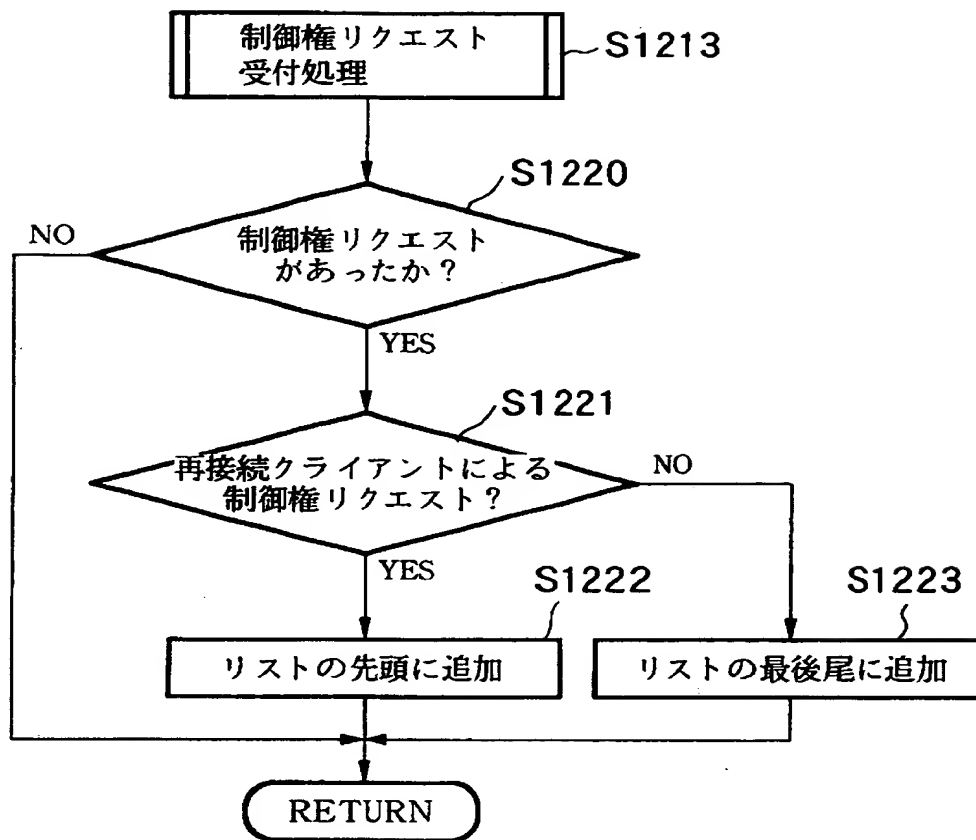 制御権リクエスト
受付処理
S1213
S1220
制御権リクエスト
があったか?
NO
YES
S1221
再接続クライアントによる
制御権リクエスト?
NO
YES
S1222
リストの先頭に追加
S1223
リストの最後尾に追加
RETURN